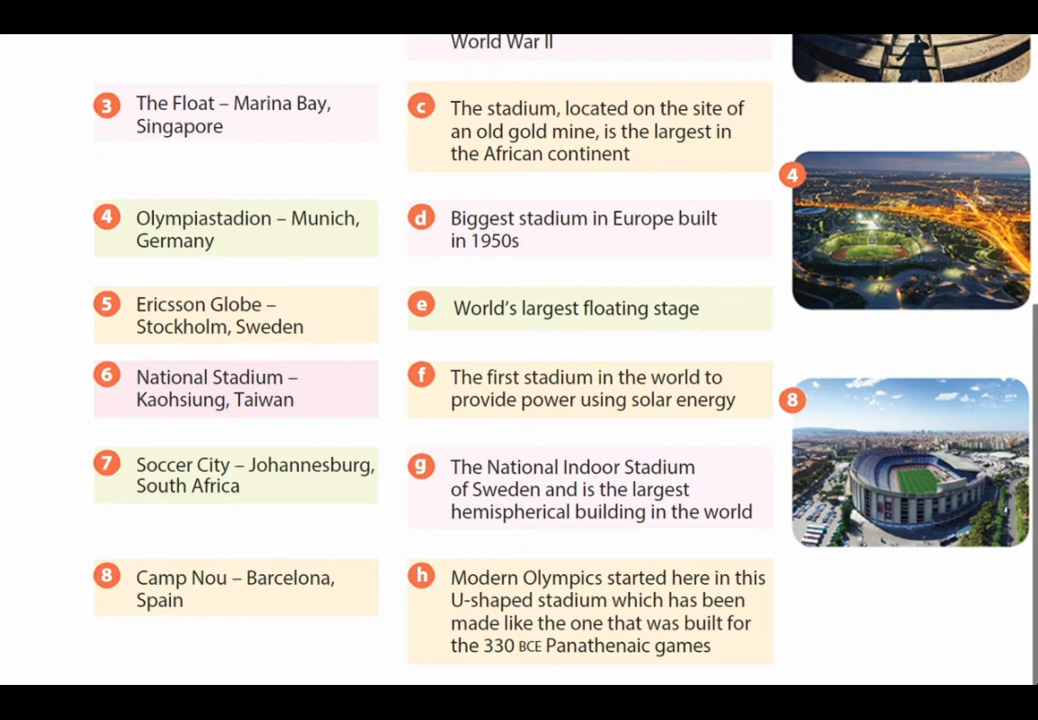 World War II
3 The Float – Marina Bay,
Singapore
c The stadium, located on the site of
an old gold mine, is the largest in
the African continent
4
4 Olympiastadion – Munich,
Germany
d Biggest stadium in Europe built
in 1950s
5 Ericsson Globe –
Stockholm, Sweden
e World's largest floating stage
6 National Stadium –
Kaohsiung, Taiwan
f The first stadium in the world to
provide power using solar energy
8
7 Soccer City – Johannesburg,
South Africa
g The National Indoor Stadium
of Sweden and is the largest
hemispherical building in the world
8 Camp Nou – Barcelona,
Spain
h Modern Olympics started here in this
U-shaped stadium which has been
made like the one that was built for
the 330 BCE Panathenaic games